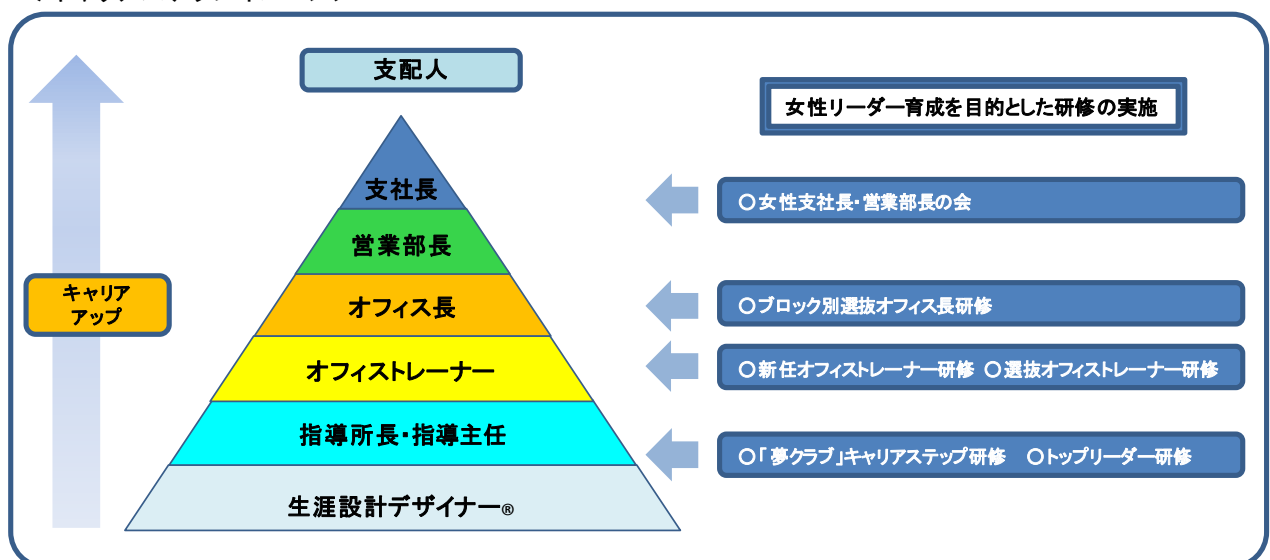 支配人
女性リーダー育成を目的とした研修の実施
支社長
○女性支社長・営業部長の会
営業部長
キャリア
アップ
オフィス長
○ブロック別選抜オフィス長研修
オフィストレーナー
○新任オフィストレーナー研修 ○選抜オフィストレーナー研修
指導所長・指導主任
○「夢クラブ」キャリアステップ研修 ○トップリーダー研修
生涯設計デザイナー®